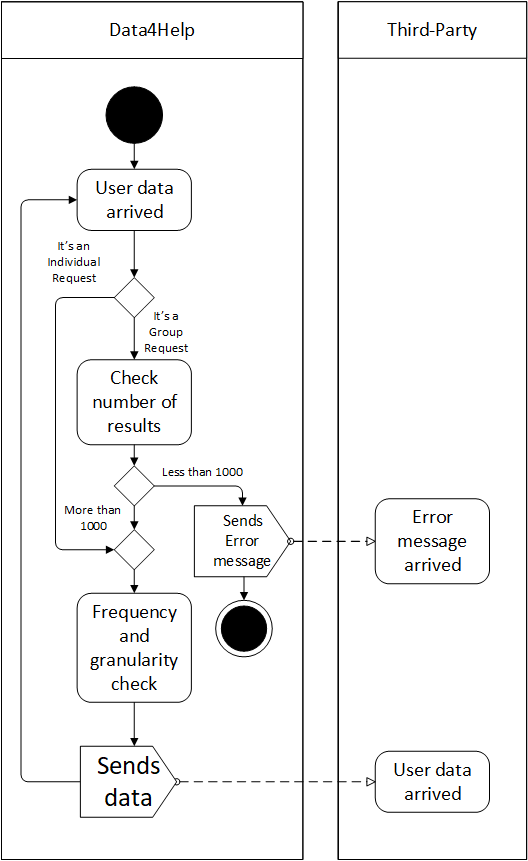 Data4Help
Third-Party
User data
arrived
It's an
Individual
Request
It's a
Group
Request
Check
number of
results
Less than 1000
More than
1000
Sends
Error
message
Error
message
arrived
Frequency
and
granularity
check
Sends
data
User data
arrived